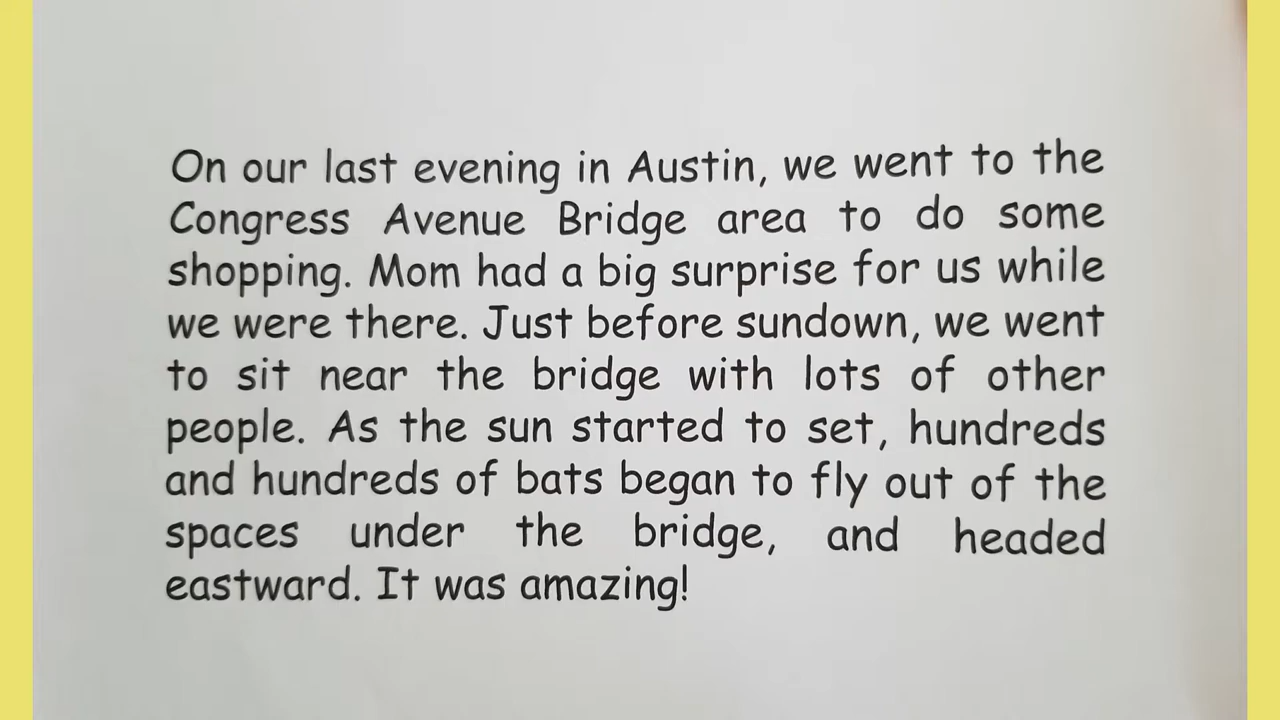 On our last evening in Austin, we went to the
Congress Avenue Bridge area to do some
shopping. Mom had a big surprise for us while
we were there. Just before sundown, we went
to sit near the bridge with lots of other
people. As the sun started to set, hundreds
and hundreds of bats began to fly out of the
spaces under the bridge, and headed
eastward. It was amazing!